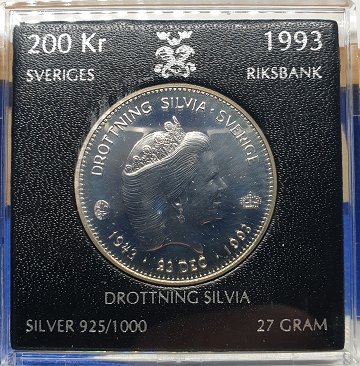 200 Kr 1993
SVERIGES RIKSBANK
DROTTNING SILVIA · SVERIGE
1943 · 23 DEC · 1993
DROTTNING SILVIA
SILVER 925/1000 27 GRAM